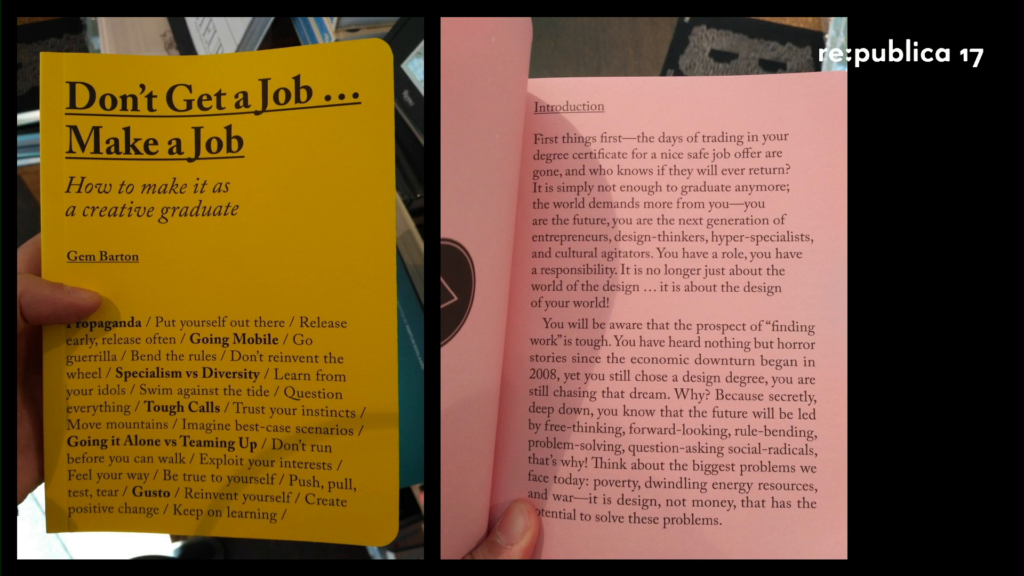 Don't Get a Job …
Make a Job
How to make it as
a creative graduate
Gem Barton
Propaganda / Put yourself out there / Release
early, release often / Going Mobile / Go
guerrilla / Bend the rules / Don't reinvent the
wheel / Specialism vs Diversity / Learn from
your idols / Swim against the tide / Question
everything / Tough Calls / Trust your instincts /
Move mountains / Imagine best-case scenarios /
Going it Alone vs Teaming Up / Don't run
before you can walk / Exploit your interests /
Feel your way / Be true to yourself / Push, pull,
test, tear / Gusto / Reinvent yourself / Create
positive change / Keep on learning /
re:publica 17
Introduction
First things first—the days of trading in your
degree certificate for a nice safe job offer are
gone, and who knows if they will ever return?
It is simply not enough to graduate anymore;
the world demands more from you—you
are the future, you are the next generation of
entrepreneurs, design-thinkers, hyper-specialists,
and cultural agitators. You have a role, you have
a responsibility. It is no longer just about the
world of the design … it is about the design
of your world!
You will be aware that the prospect of “finding
work” is tough. You have heard nothing but horror
stories since the economic downturn began in
2008, yet you still chose a design degree, you are
still chasing that dream. Why? Because secretly,
deep down, you know that the future will be led
by free-thinking, forward-looking, rule-bending,
problem-solving, question-asking social-radicals,
that's why! Think about the biggest problems we
face today: poverty, dwindling energy resources,
and war—it is design, not money, that has the
potential to solve these problems.